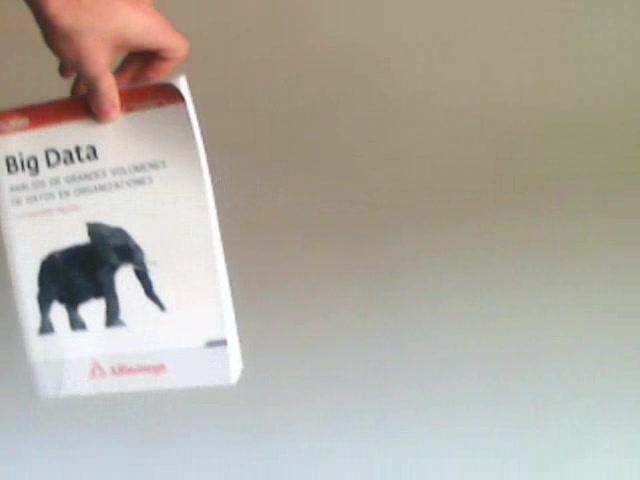 Big Data
ANÁLISIS DE GRANDES VOLÚMENES
DE DATOS EN ORGANIZACIONES
Alfaomega